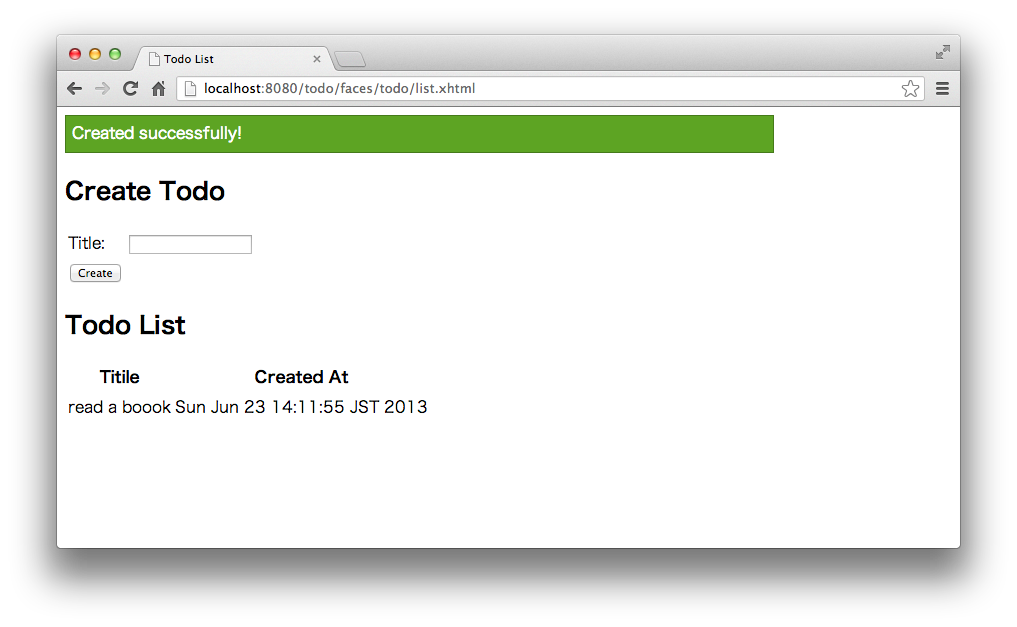 Todo List
localhost:8080/todo/faces/todo/list.xhtml
Created successfully!
Create Todo
Title:
Create
Todo List
Titile Created At
read a boook Sun Jun 23 14:11:55 JST 2013